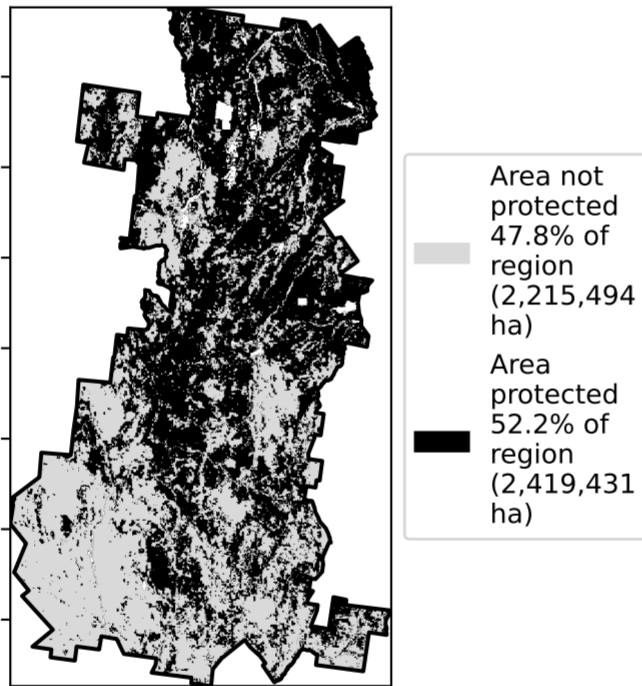 Area not
protected
47.8% of
region
(2,215,494
ha)
Area
protected
52.2% of
region
(2,419,431
ha)